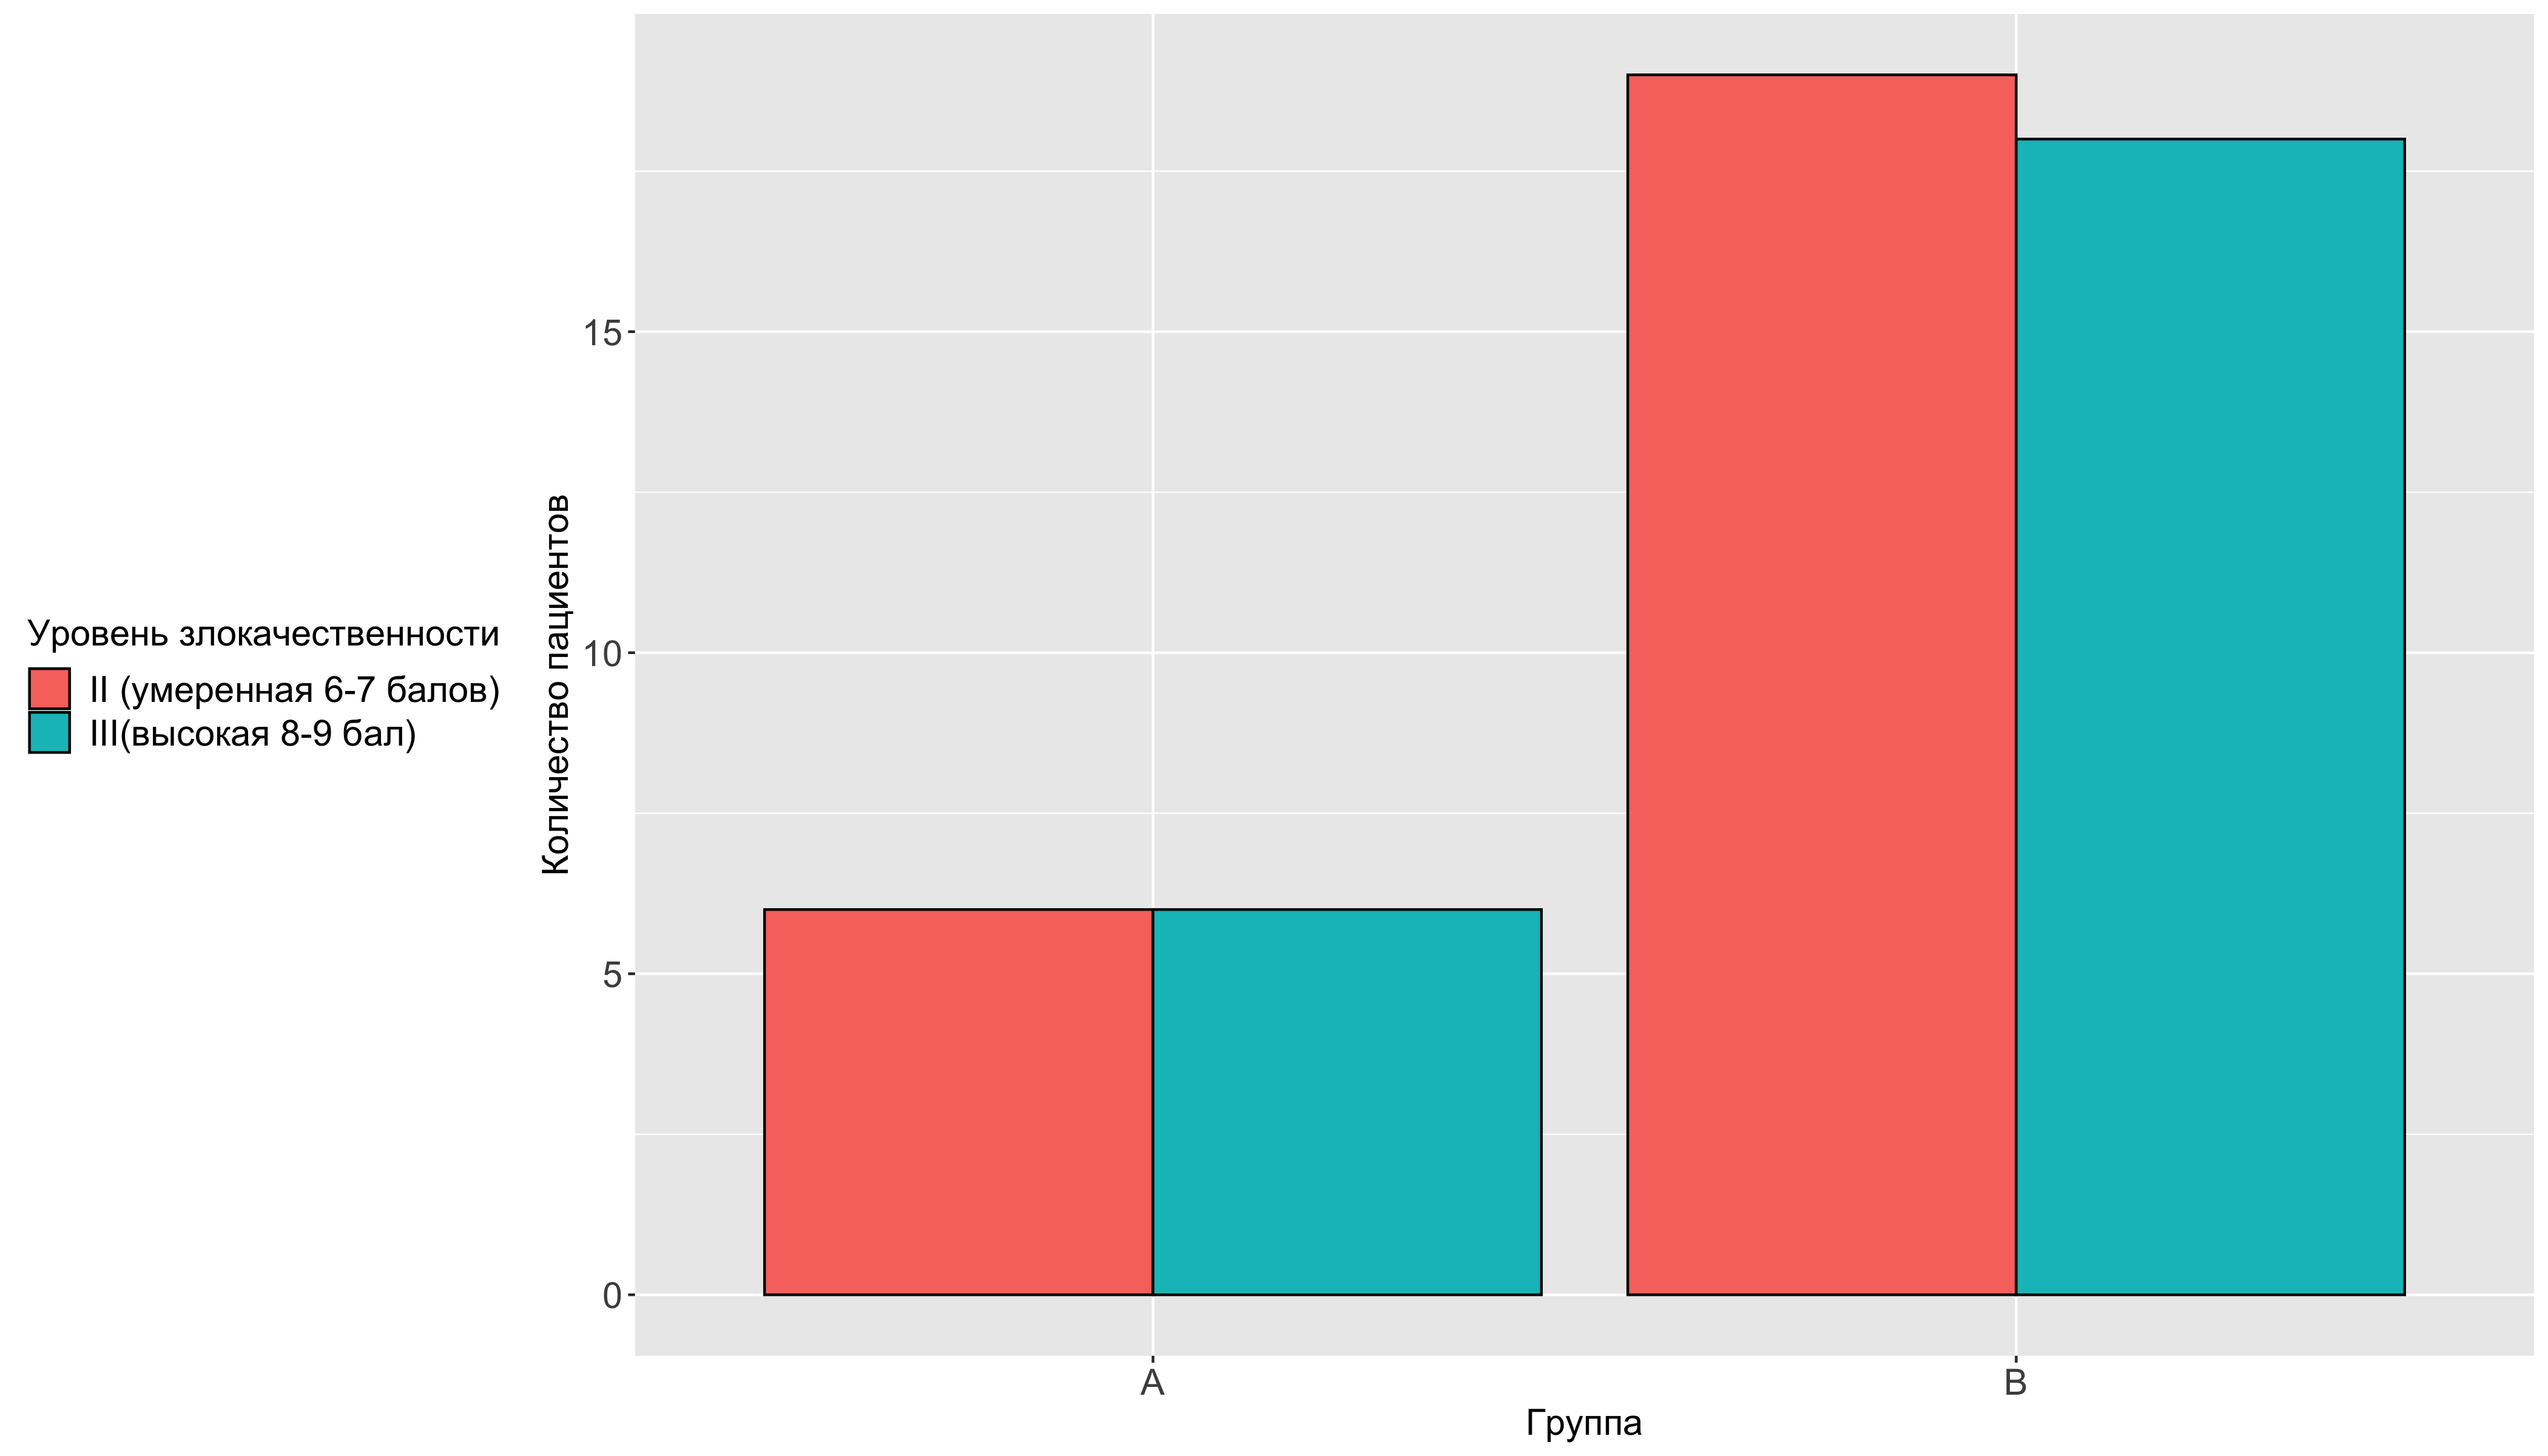 Уровень злокачественности
II (умеренная 6-7 балов)
III(высокая 8-9 бал)
Количество пациентов
15
10
5
0
A
B
Группа